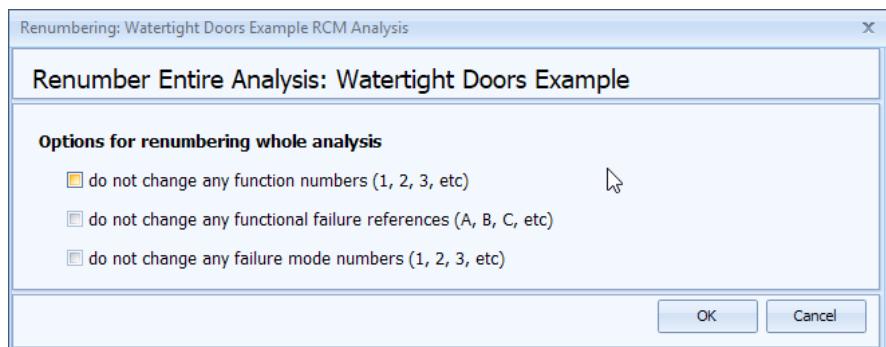 Renumbering: Watertight Doors Example RCM Analysis
Renumber Entire Analysis: Watertight Doors Example
Options for renumbering whole analysis
do not change any function numbers (1, 2, 3, etc)
do not change any functional failure references (A, B, C, etc)
do not change any failure mode numbers (1, 2, 3, etc)
OK Cancel